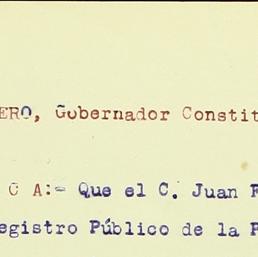 ERO, Gobernador Constit
C A:- Que el C. Juan F
egistro Público de la P